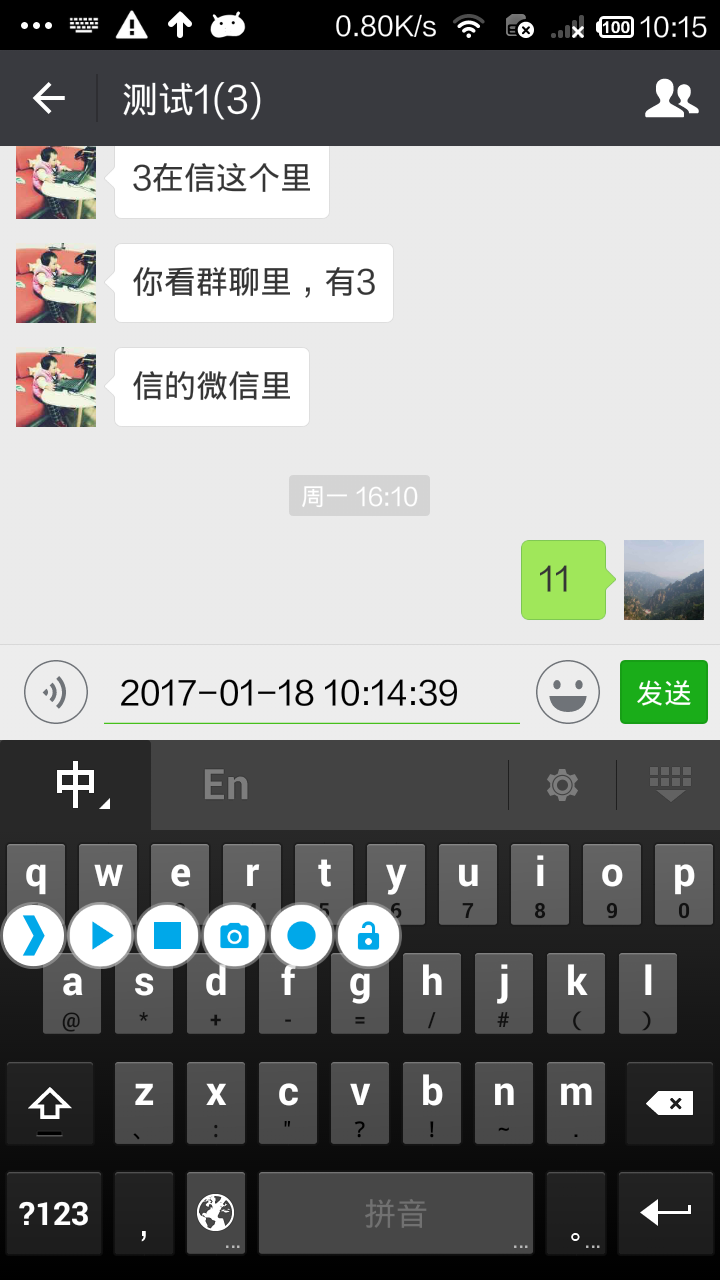 0.80K/s 100 10:15
测试1(3)
3在信这个里
你看群聊里，有3
信的微信里
周一 16:10
11
2017-01-18 10:14:39 发送
中 En
q w e r t y u i o p
6 7 8 9 0
a s d f g h j k l
@ * + - = / # ( )
z x c v b n m
、 : " ? ! ~ .
?123 , 拼音 。